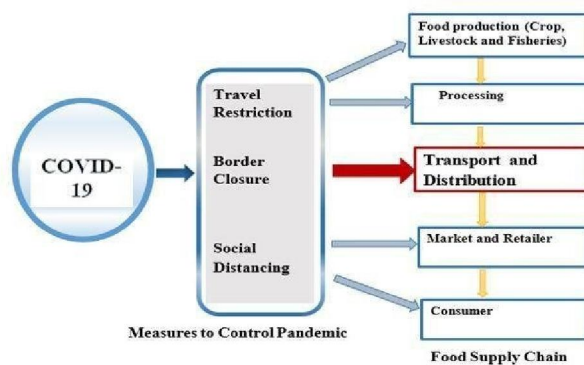 COVID-
19
Travel
Restriction
Border
Closure
Social
Distancing
Measures to Control Pandemic
Food production (Crop,
Livestock and Fisheries)
Processing
Transport and
Distribution
Market and Retailer
Consumer
Food Supply Chain